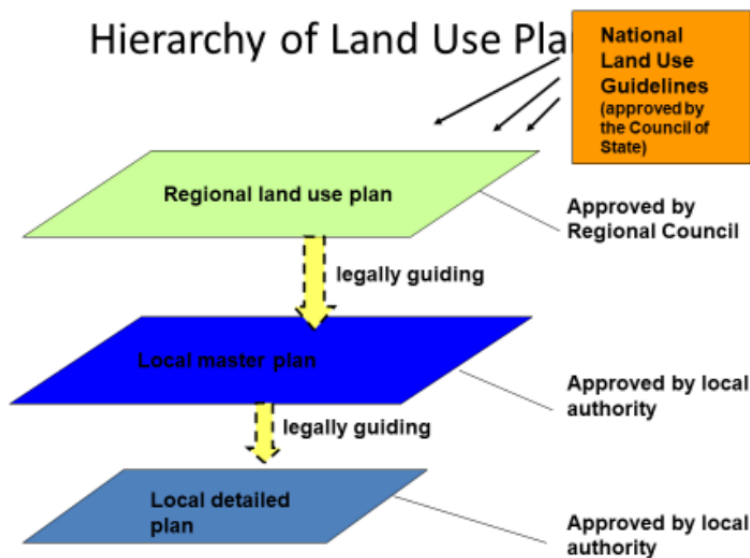 Hierarchy of Land Use Pla
National
Land Use
Guidelines
(approved by
the Council of
State)
Regional land use plan
Approved by
Regional Council
legally guiding
Local master plan
Approved by local
authority
legally guiding
Local detailed
plan
Approved by local
authority